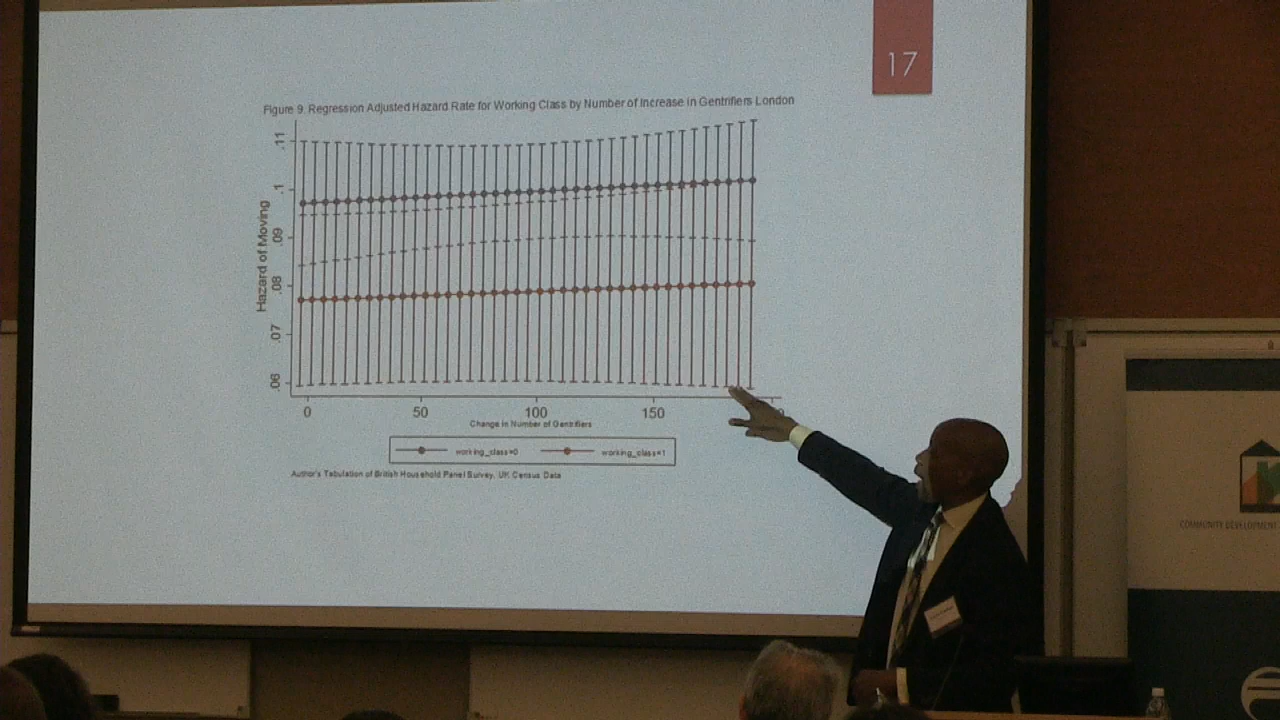 17
Figure 9: Regression Adjusted Hazard Rate for Working Class by Number of Increase in Gentrifiers London
Hazard of Moving
.11
.1
.09
.08
.07
.06
0
50
100
150
Change in Number of Gentrifiers
working_class=0
working_class=1
Author's Tabulation of British Household Panel Survey, UK Census Data
COMMUNITY DEVELOPMENT